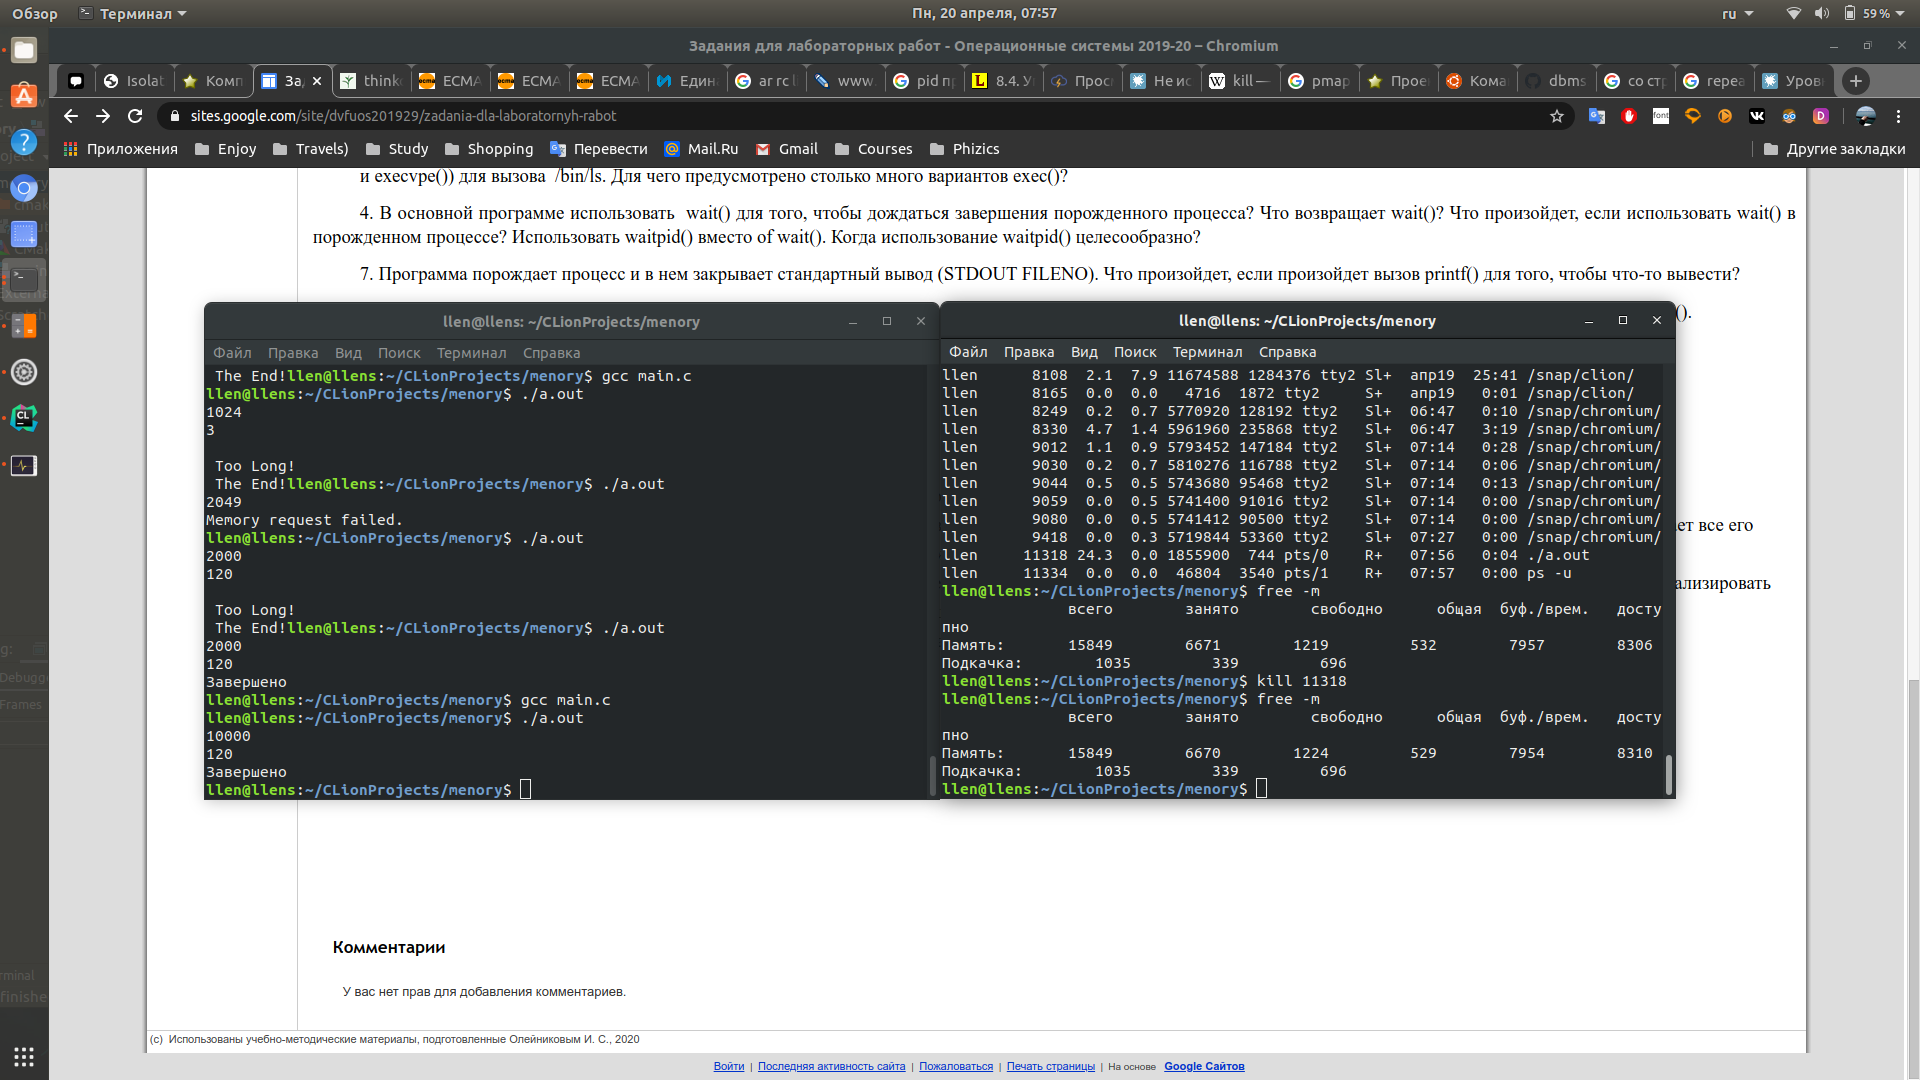 Обзор
Терминал
Пн, 20 апреля, 07:57
ru
59 %
Задания для лабораторных работ - Операционные системы 2019-20 – Chromium
Isolat
Комп
За
think
ECMA
ECMA
ECMA
Един
ar rc l
www.
pid п
8.4. У
Прос
Не ис
kill —
pmap
Прое
Кома
dbms
со ст
repea
Уров
sites.google.com/site/dvfuos201929/zadania-dla-laboratornyh-rabot
Приложения
Enjoy
Travels)
Study
Shopping
Перевести
Mail.Ru
Gmail
Courses
Phizics
Другие закладки
и execvpe()) для вызова /bin/ls. Для чего предусмотрено столько много вариантов exec()?
4. В основной программе использовать wait() для того, чтобы дождаться завершения порожденного процесса? Что возвращает wait()? Что произойдет, если использовать wait() в
порожденном процессе? Использовать waitpid() вместо of wait(). Когда использование waitpid() целесообразно?
7. Программа порождает процесс и в нем закрывает стандартный вывод (STDOUT FILENO). Что произойдет, если произойдет вызов printf() для того, чтобы что-то вывести?
().
ет все его
ализировать
llen@llens: ~/CLionProjects/menory
Файл Правка Вид Поиск Терминал Справка
The End!llen@llens:~/CLionProjects/menory$ gcc main.c
llen@llens:~/CLionProjects/menory$ ./a.out
1024
3
Too Long!
The End!llen@llens:~/CLionProjects/menory$ ./a.out
2049
Memory request failed.
llen@llens:~/CLionProjects/menory$ ./a.out
2000
120
Too Long!
The End!llen@llens:~/CLionProjects/menory$ ./a.out
2000
120
Завершено
llen@llens:~/CLionProjects/menory$ gcc main.c
llen@llens:~/CLionProjects/menory$ ./a.out
10000
120
Завершено
llen@llens:~/CLionProjects/menory$
llen@llens: ~/CLionProjects/menory
Файл Правка Вид Поиск Терминал Справка
llen 8108 2.1 7.9 11674588 1284376 tty2 Sl+ апр19 25:41 /snap/clion/
llen 8165 0.0 0.0 4716 1872 tty2 S+ апр19 0:01 /snap/clion/
llen 8249 0.2 0.7 5770920 128192 tty2 Sl+ 06:47 0:10 /snap/chromium/
llen 8330 4.7 1.4 5961960 235868 tty2 Sl+ 06:47 3:19 /snap/chromium/
llen 9012 1.1 0.9 5793452 147184 tty2 Sl+ 07:14 0:28 /snap/chromium/
llen 9030 0.2 0.7 5810276 116788 tty2 Sl+ 07:14 0:06 /snap/chromium/
llen 9044 0.5 0.5 5743680 95468 tty2 Sl+ 07:14 0:13 /snap/chromium/
llen 9059 0.0 0.5 5741400 91016 tty2 Sl+ 07:14 0:00 /snap/chromium/
llen 9080 0.0 0.5 5741412 90500 tty2 Sl+ 07:14 0:00 /snap/chromium/
llen 9418 0.0 0.3 5719844 53360 tty2 Sl+ 07:27 0:00 /snap/chromium/
llen 11318 24.3 0.0 1855900 744 pts/0 R+ 07:56 0:04 ./a.out
llen 11334 0.0 0.0 46804 3540 pts/1 R+ 07:57 0:00 ps -u
llen@llens:~/CLionProjects/menory$ free -m
всего занято свободно общая буф./врем. досту
пно
Память: 15849 6671 1219 532 7957 8306
Подкачка: 1035 339 696
llen@llens:~/CLionProjects/menory$ kill 11318
llen@llens:~/CLionProjects/menory$ free -m
всего занято свободно общая буф./врем. досту
пно
Память: 15849 6670 1224 529 7954 8310
Подкачка: 1035 339 696
llen@llens:~/CLionProjects/menory$
Комментарии
У вас нет прав для добавления комментариев.
(c) Использованы учебно-методические материалы, подготовленные Олейниковым И. С., 2020
Войти | Последняя активность сайта | Пожаловаться | Печать страницы | На основе Google Сайтов